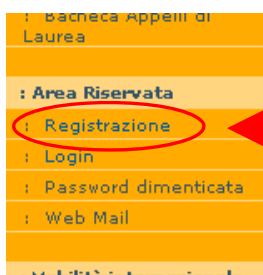 : Bacheca Appelli di
Laurea
: Area Riservata
: Registrazione
: Login
: Password dimenticata
: Web Mail